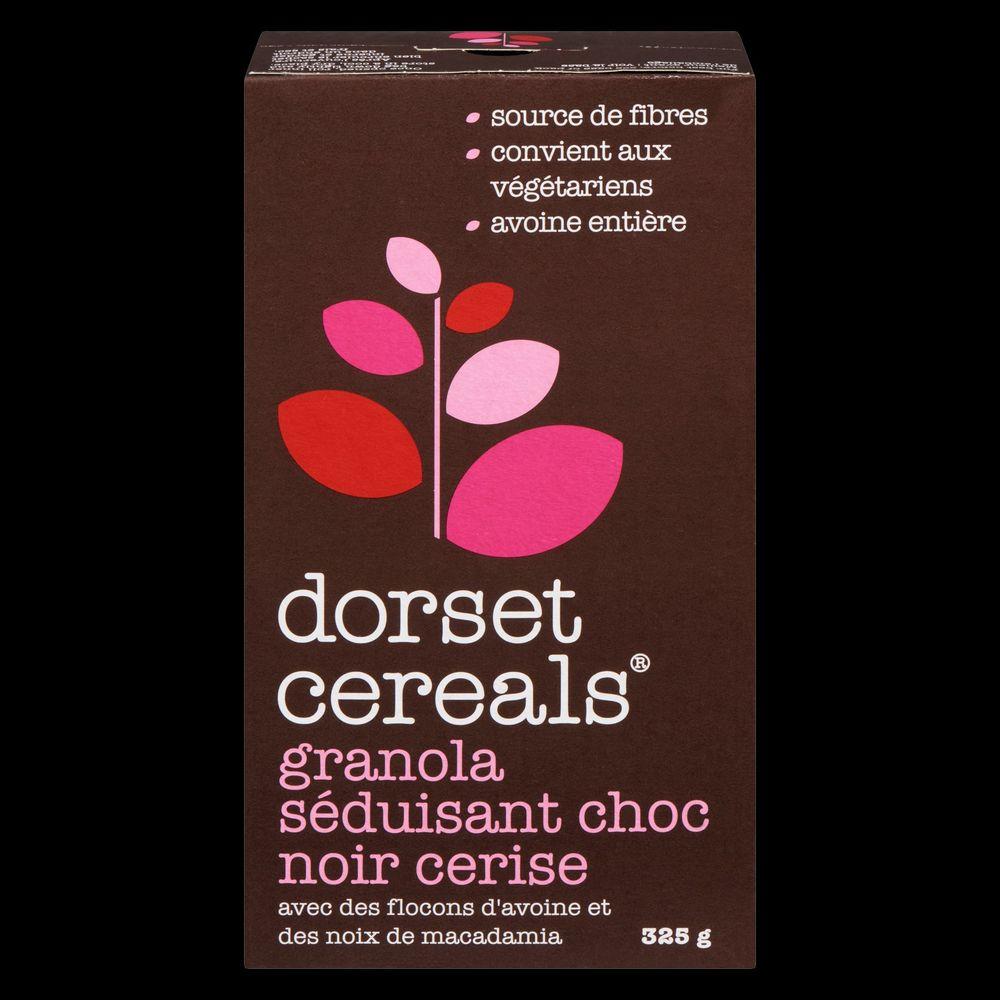 source de fibres
convient aux
végétariens
avoine entière
dorset
cereals®
granola
séduisant choc
noir cerise
avec des flocons d'avoine et
des noix de macadamia
325 g